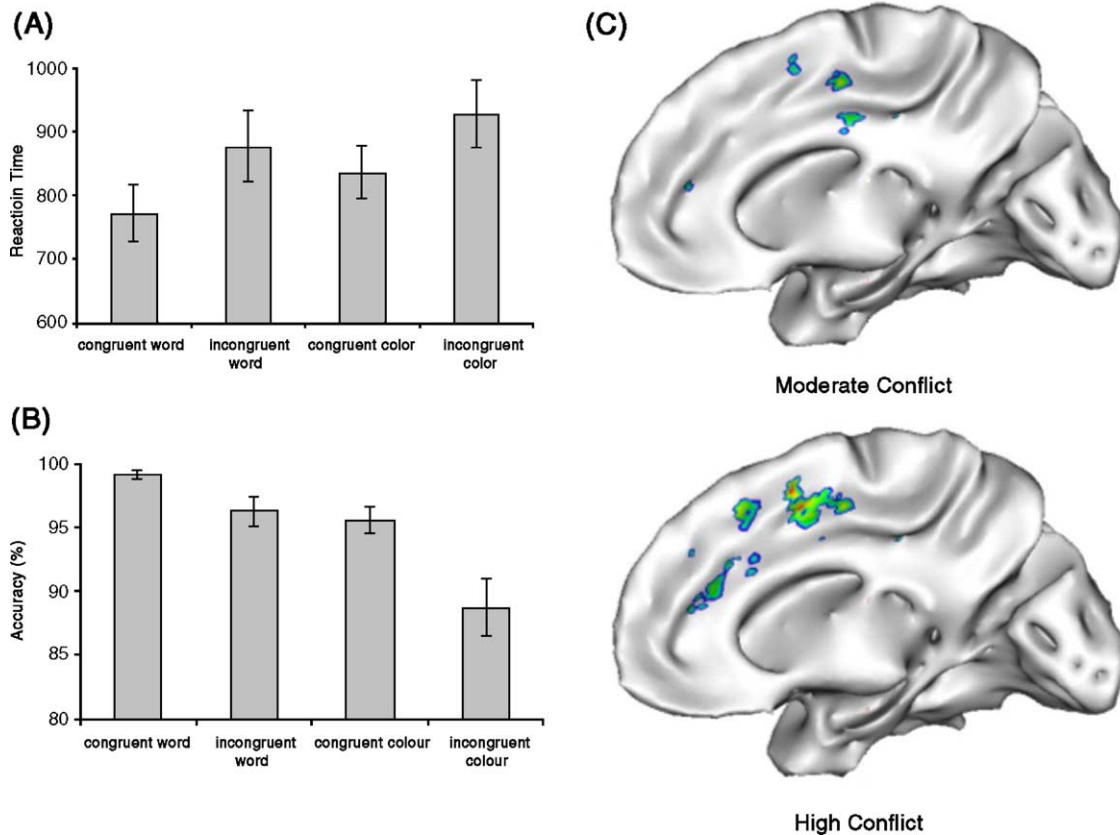 (A)
Reactioin Time
1000
900
800
700
600
congruent word
incongruent
word
congruent color
incongruent
color
(B)
Accuracy (%)
100
95
90
85
80
congruent word
incongruent
word
congruent colour
incongruent
colour
(C)
Moderate Conflict
High Conflict